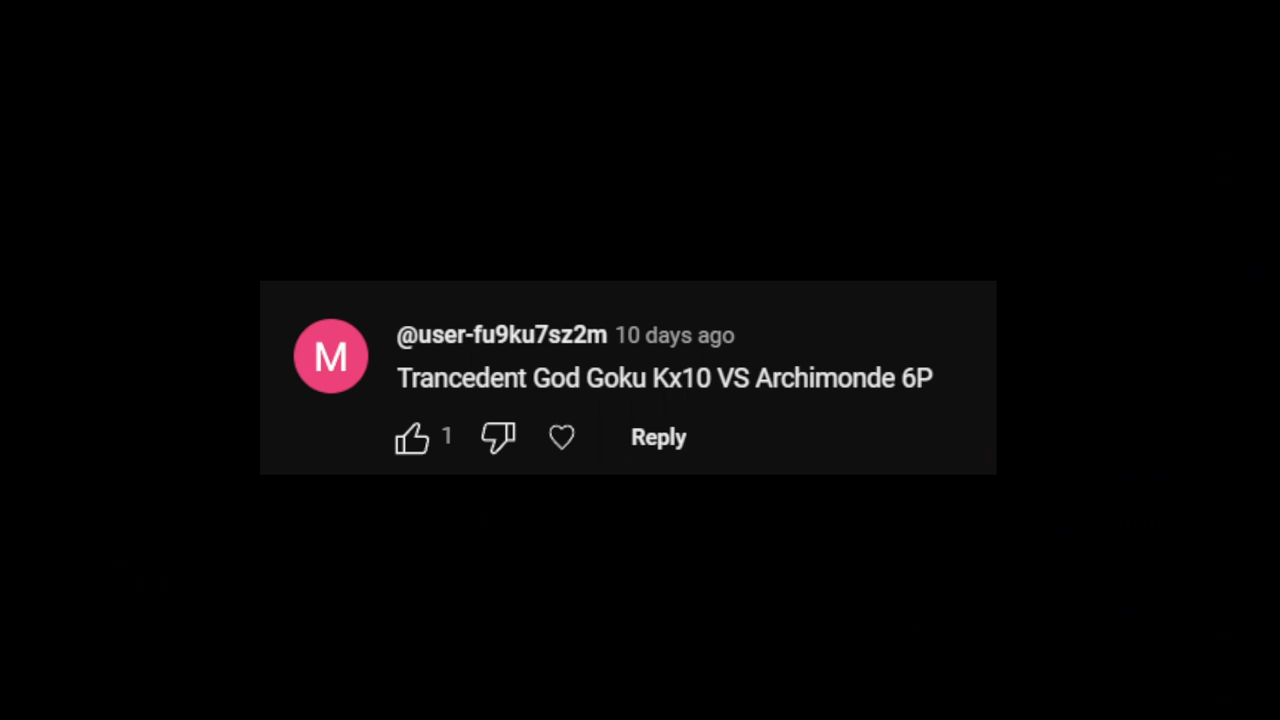 M
@user-fu9ku7sz2m 10 days ago
Trancedent God Goku Kx10 VS Archimonde 6P
1 Reply